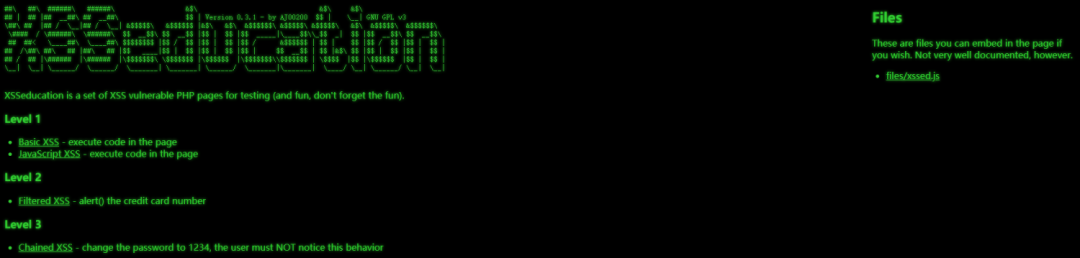 Version 0.3.1 - by AJ00200
GNU GPL v3
XSSeducation
XSSeducation is a set of XSS vulnerable PHP pages for testing (and fun, don't forget the fun).
Level 1
Basic XSS - execute code in the page
JavaScript XSS - execute code in the page
Level 2
Filtered XSS - alert() the credit card number
Level 3
Chained XSS - change the password to 1234, the user must NOT notice this behavior
Files
These are files you can embed in the page if
you wish. Not very well documented, however.
files/xssed.js